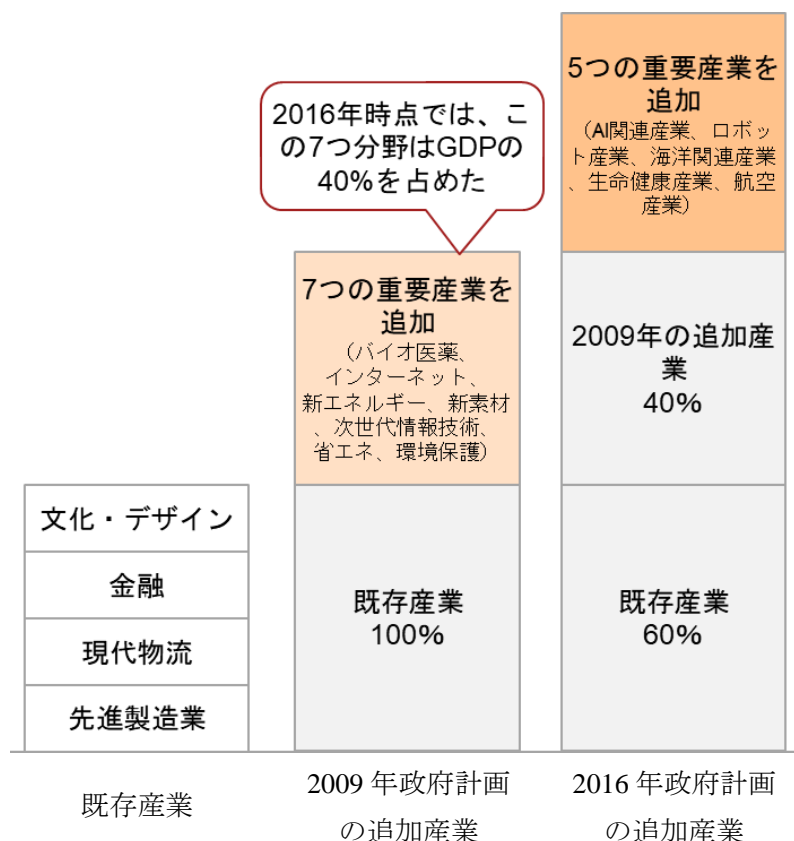 5つの重要産業を
追加
（AI関連産業、ロボッ
ト産業、海洋関連産業
、生命健康産業、航空
産業）
2016年時点では、こ
の7つ分野はGDPの
40%を占めた
7つの重要産業を
追加
（バイオ医薬、
インターネット、
新エネルギー、新素材
、次世代情報技術、
省エネ、環境保護）
2009年の追加産
業
40%
文化・デザイン
金融
現代物流
先進製造業
既存産業
100%
既存産業
60%
既存産業
2009 年政府計画
の追加産業
2016 年政府計画
の追加産業